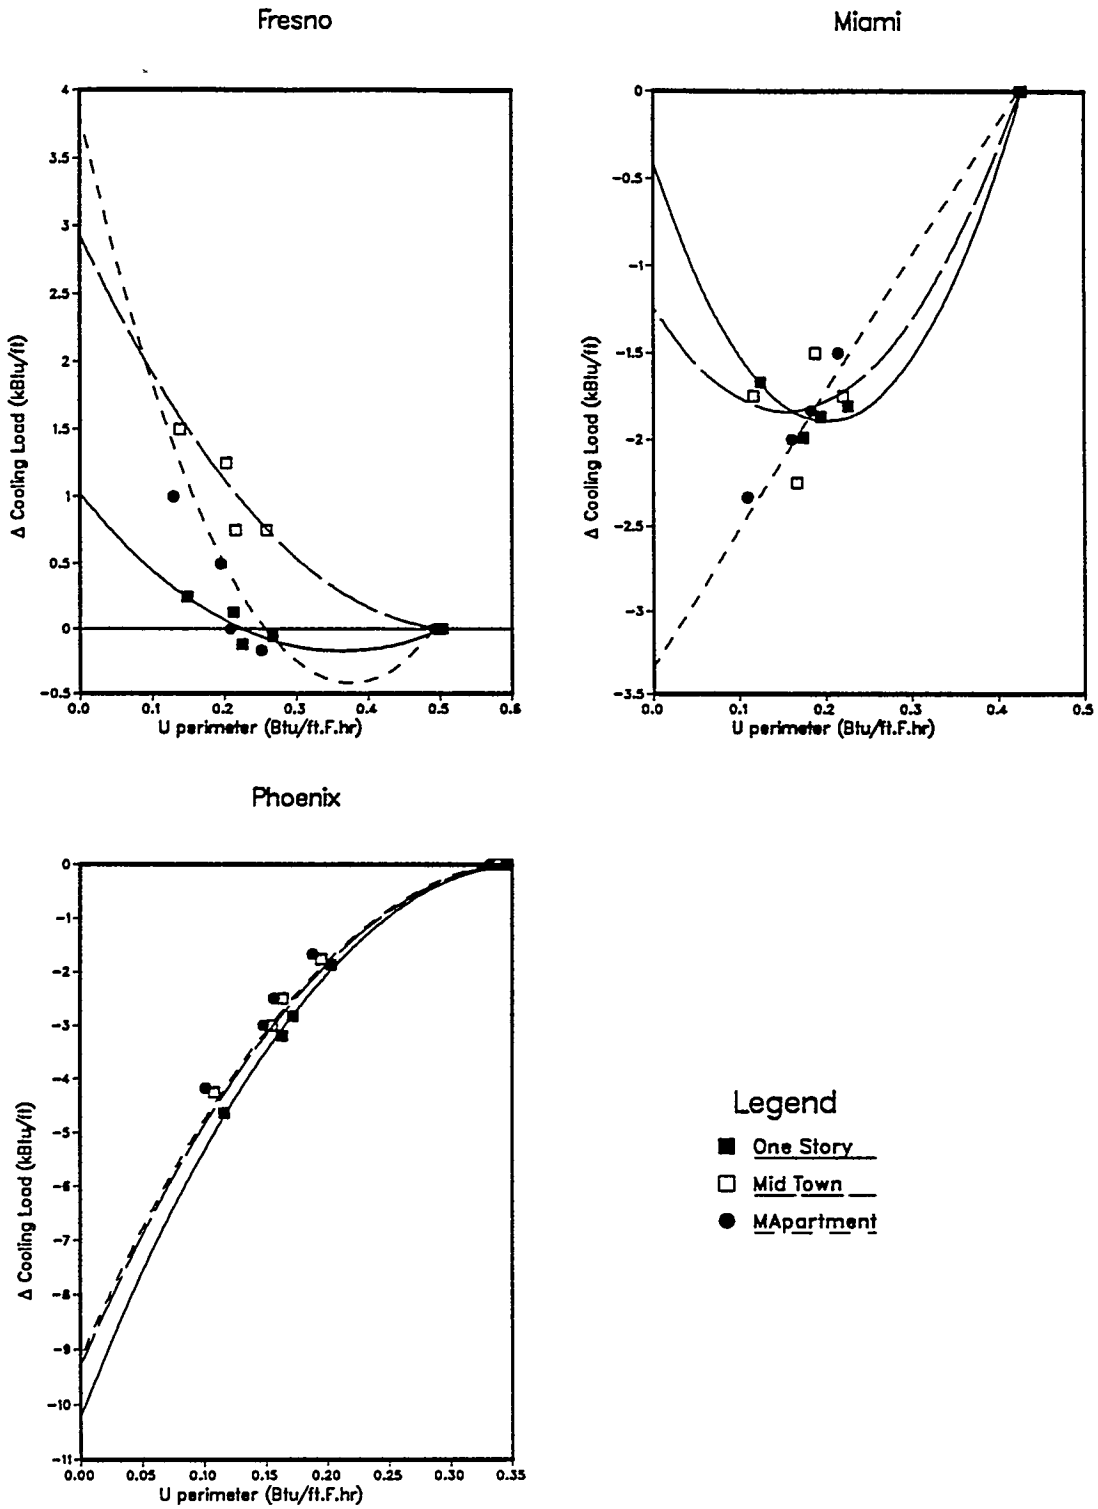 Fresno
4
3.5
3
2.5
2
1.5
1
0.5
0
-0.5
Δ Cooling Load (kBtu/ft)
0.0 0.1 0.2 0.3 0.4 0.5 0.6
U perimeter (Btu/ft.F.hr)
Miami
0
-0.5
-1
-1.5
-2
-2.5
-3
-3.5
Δ Cooling Load (kBtu/ft)
0.0 0.1 0.2 0.3 0.4 0.5
U perimeter (Btu/ft.F.hr)
Phoenix
0
-1
-2
-3
-4
-5
-6
-7
-8
-9
-10
-11
Δ Cooling Load (kBtu/ft)
0.00 0.05 0.10 0.15 0.20 0.25 0.30 0.35
U perimeter (Btu/ft.F.hr)
Legend
One Story
Mid Town
MApartment